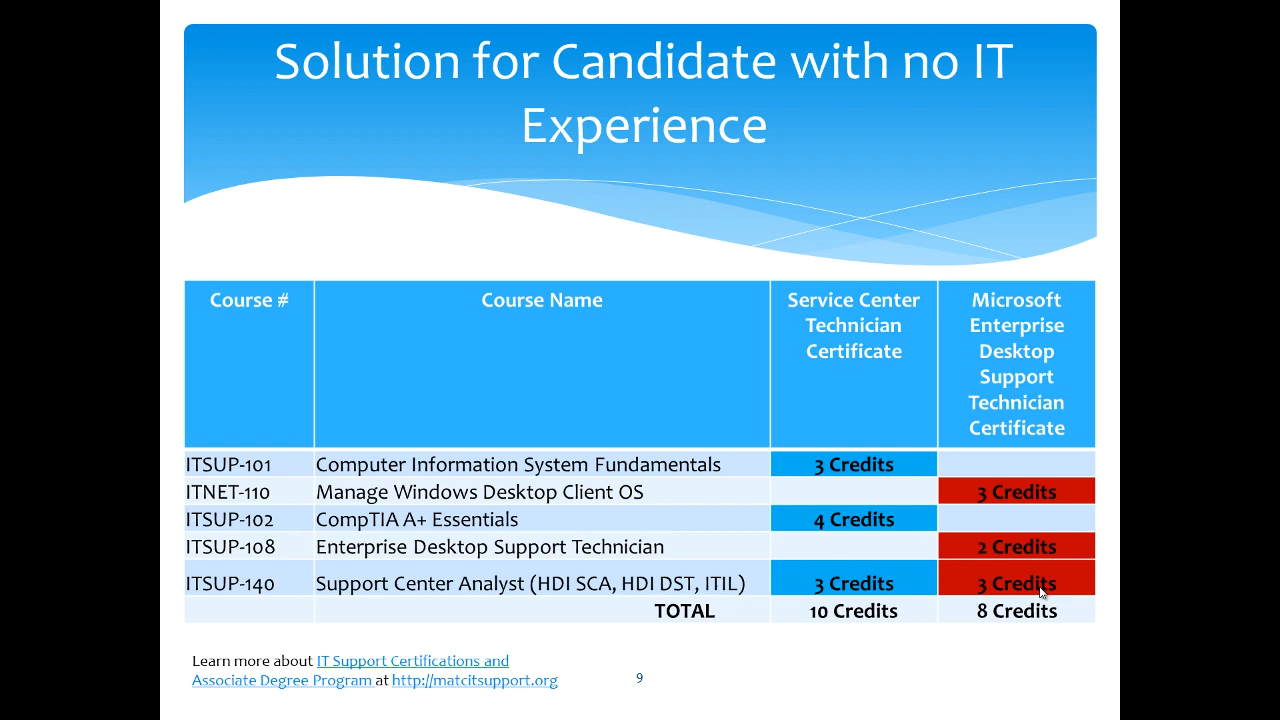 Solution for Candidate with no IT
Experience
Course # Course Name Service Center Technician Certificate Microsoft Enterprise Desktop Support Technician Certificate
ITSUP-101 Computer Information System Fundamentals 3 Credits
ITNET-110 Manage Windows Desktop Client OS 3 Credits
ITSUP-102 CompTIA A+ Essentials 4 Credits
ITSUP-108 Enterprise Desktop Support Technician 2 Credits
ITSUP-140 Support Center Analyst (HDI SCA, HDI DST, ITIL) 3 Credits 3 Credits
TOTAL 10 Credits 8 Credits
Learn more about IT Support Certifications and
Associate Degree Program at http://matcitsupport.org
9